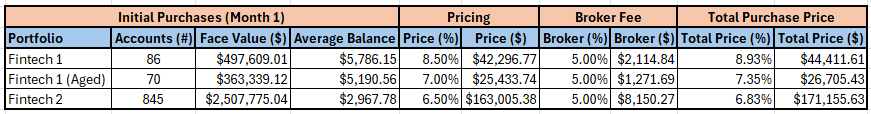 Initial Purchases (Month 1) Pricing Broker Fee Total Purchase Price
Portfolio Accounts (#) Face Value ($) Average Balance Price (%) Price ($) Broker (%) Broker ($) Total Price (%) Total Price ($)
Fintech 1 86 $497,609.01 $5,786.15 8.50% $42,296.77 5.00% $2,114.84 8.93% $44,411.61
Fintech 1 (Aged) 70 $363,339.12 $5,190.56 7.00% $25,433.74 5.00% $1,271.69 7.35% $26,705.43
Fintech 2 845 $2,507,775.04 $2,967.78 6.50% $163,005.38 5.00% $8,150.27 6.83% $171,155.63